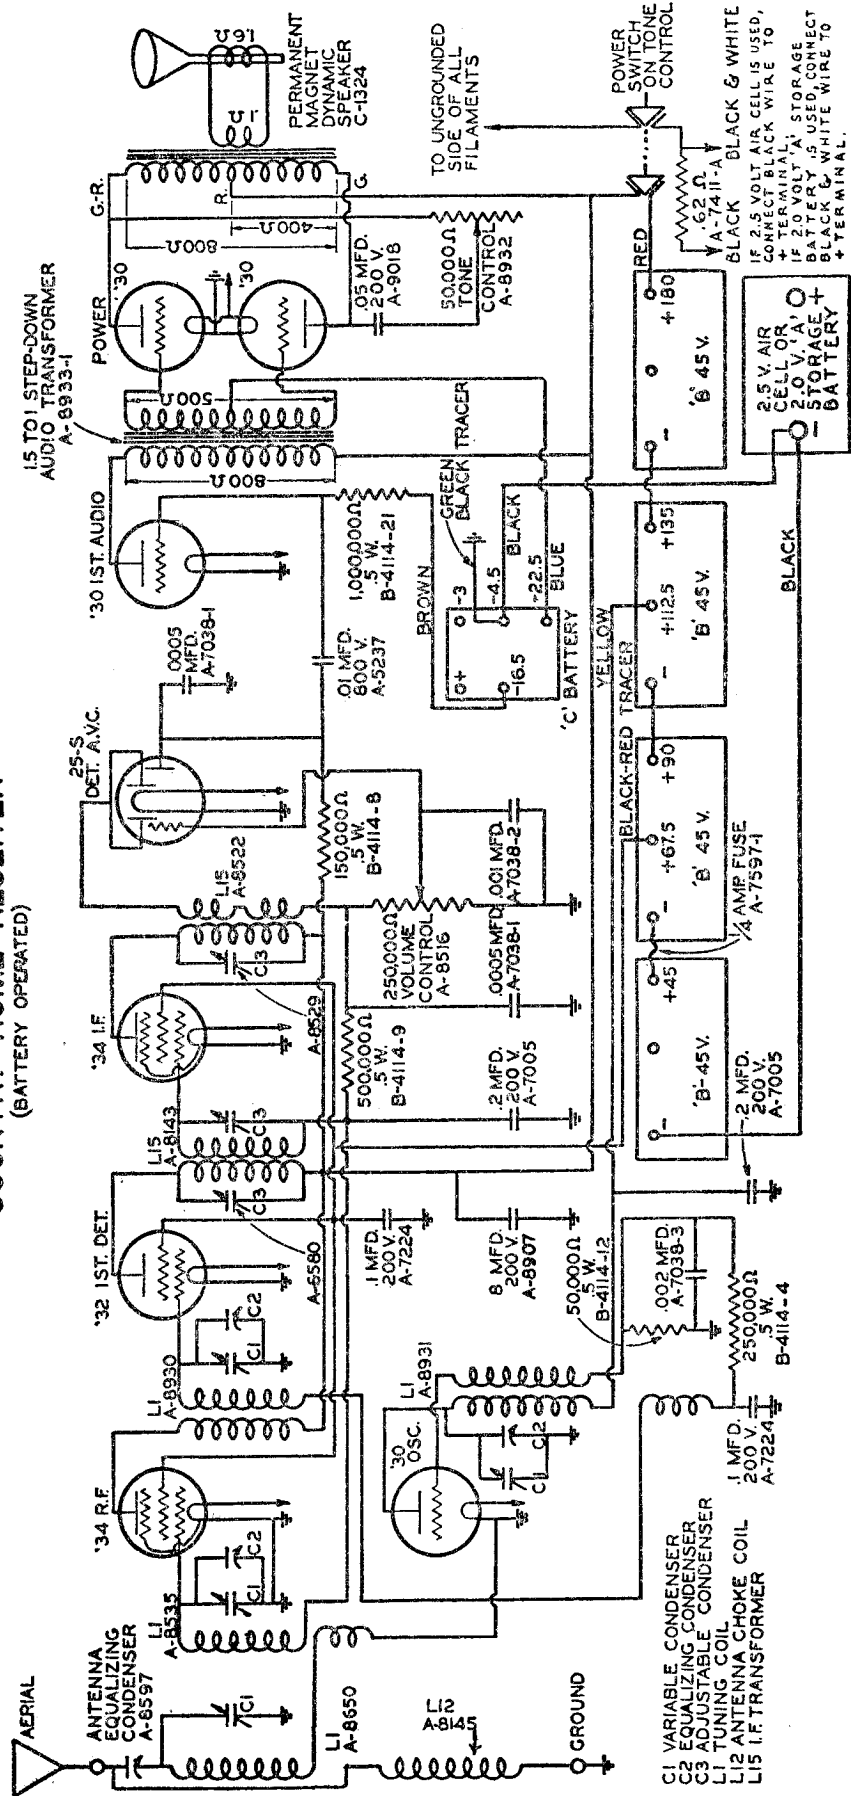 (BATTERY OPERATED)
AERIAL
ANTENNA
EQUALIZING
CONDENSER
A-8597
C1
L1
A-8650
L12
A-8145
GROUND
L1
A-8535
C1
C2
'34 R.F.
L1
A-8930
C1
C2
'32 1ST. DET.
A-6580
C3
L15
A-8143
C3
'34 I.F.
A-8529
C3
L15
A-8522
25-S
DET. A.V.C.
.0005
MFD.
A-7038-1
'30 1ST. AUDIO
1.5 TO 1 STEP-DOWN
AUDIO TRANSFORMER
A-8933-1
800Ω
500Ω
POWER
'30
'30
G-R.
R.
G.
800Ω
400Ω
1Ω
1.6Ω
PERMANENT
MAGNET
DYNAMIC
SPEAKER
C-1324
.05 MFD.
200 V.
A-9018
50,000Ω
TONE
CONTROL
A-8932
TO UNGROUNDED
SIDE OF ALL
FILAMENTS
POWER
SWITCH
ON TONE
CONTROL
'30
OSC.
L1
A-8931
C1
C2
.1 MFD.
200 V.
A-7224
8 MFD.
200 V.
A-8907
500,000Ω
.5 W.
B-4114-9
.2 MFD.
200 V.
A-7005
250,000Ω
VOLUME
CONTROL
A-8516
.0005 MFD.
A-7038-1
.001 MFD.
A-7038-2
150,000Ω
.5 W.
B-4114-8
.01 MFD.
800 V.
A-5237
1,000,000Ω
.5 W.
B-4114-21
BROWN
GREEN
BLACK TRACER
BLACK
BLUE
-3
+
-4.5
-22.5
-16.5
'C' BATTERY
YELLOW
BLACK-RED TRACER
RED
50,000Ω
.5 W.
B-4114-12
.002 MFD.
A-7038-3
250,000Ω
.5 W.
B-4114-4
.1 MFD.
200 V.
A-7224
.2 MFD.
200 V.
A-7005
-
+45
'B'-45V.
1/4 AMP. FUSE
A-7597-1
-
+67.5
+90
'B' 45 V.
-
+112.5
+135
'B' 45V.
-
+180
'B' 45V.
BLACK
2.5 V. AIR
CELL OR
2.0 V. 'A'
STORAGE
BATTERY
-
+
.62 Ω
A-7411-A
BLACK
BLACK & WHITE
IF 2.5 VOLT AIR CELL IS USED,
CONNECT BLACK WIRE TO
+ TERMINAL.
IF 2.0 VOLT 'A' STORAGE
BATTERY IS USED, CONNECT
BLACK & WHITE WIRE TO
+ TERMINAL.
C1 VARIABLE CONDENSER
C2 EQUALIZING CONDENSER
C3 ADJUSTABLE CONDENSER
L1 TUNING COIL
L12 ANTENNA CHOKE COIL
L15 I.F. TRANSFORMER